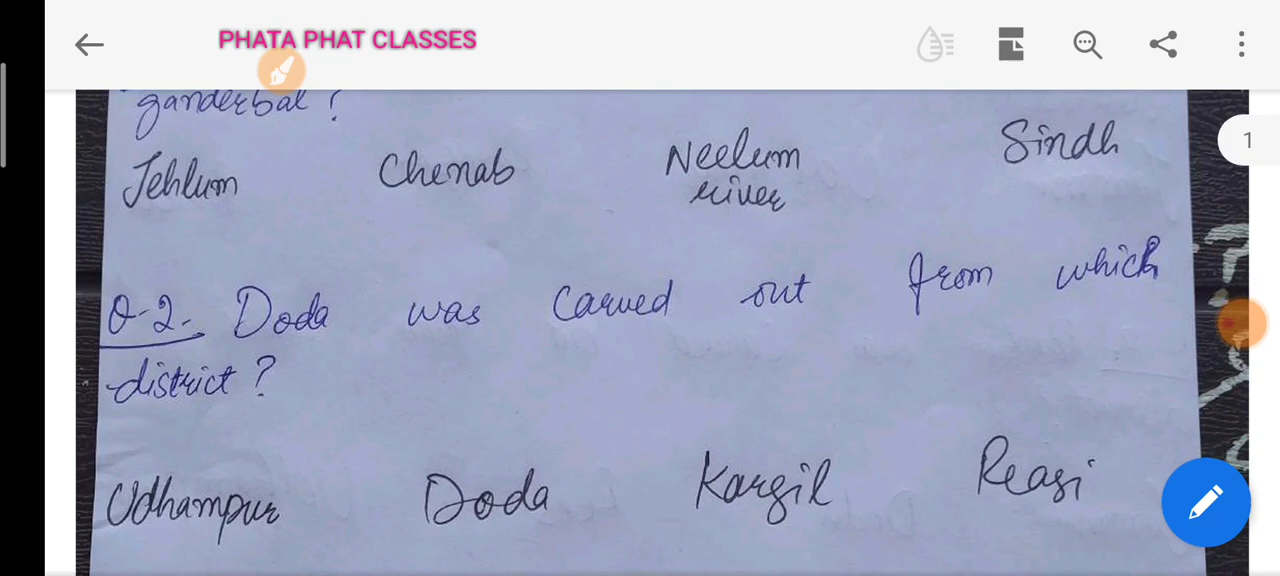 PHATA PHAT CLASSES
ganderbal ?
Jehlum Chenab Neelum river Sindh
1
Q-2- Doda was carved out from which
district ?
Udhampur Doda Kargil Reasi